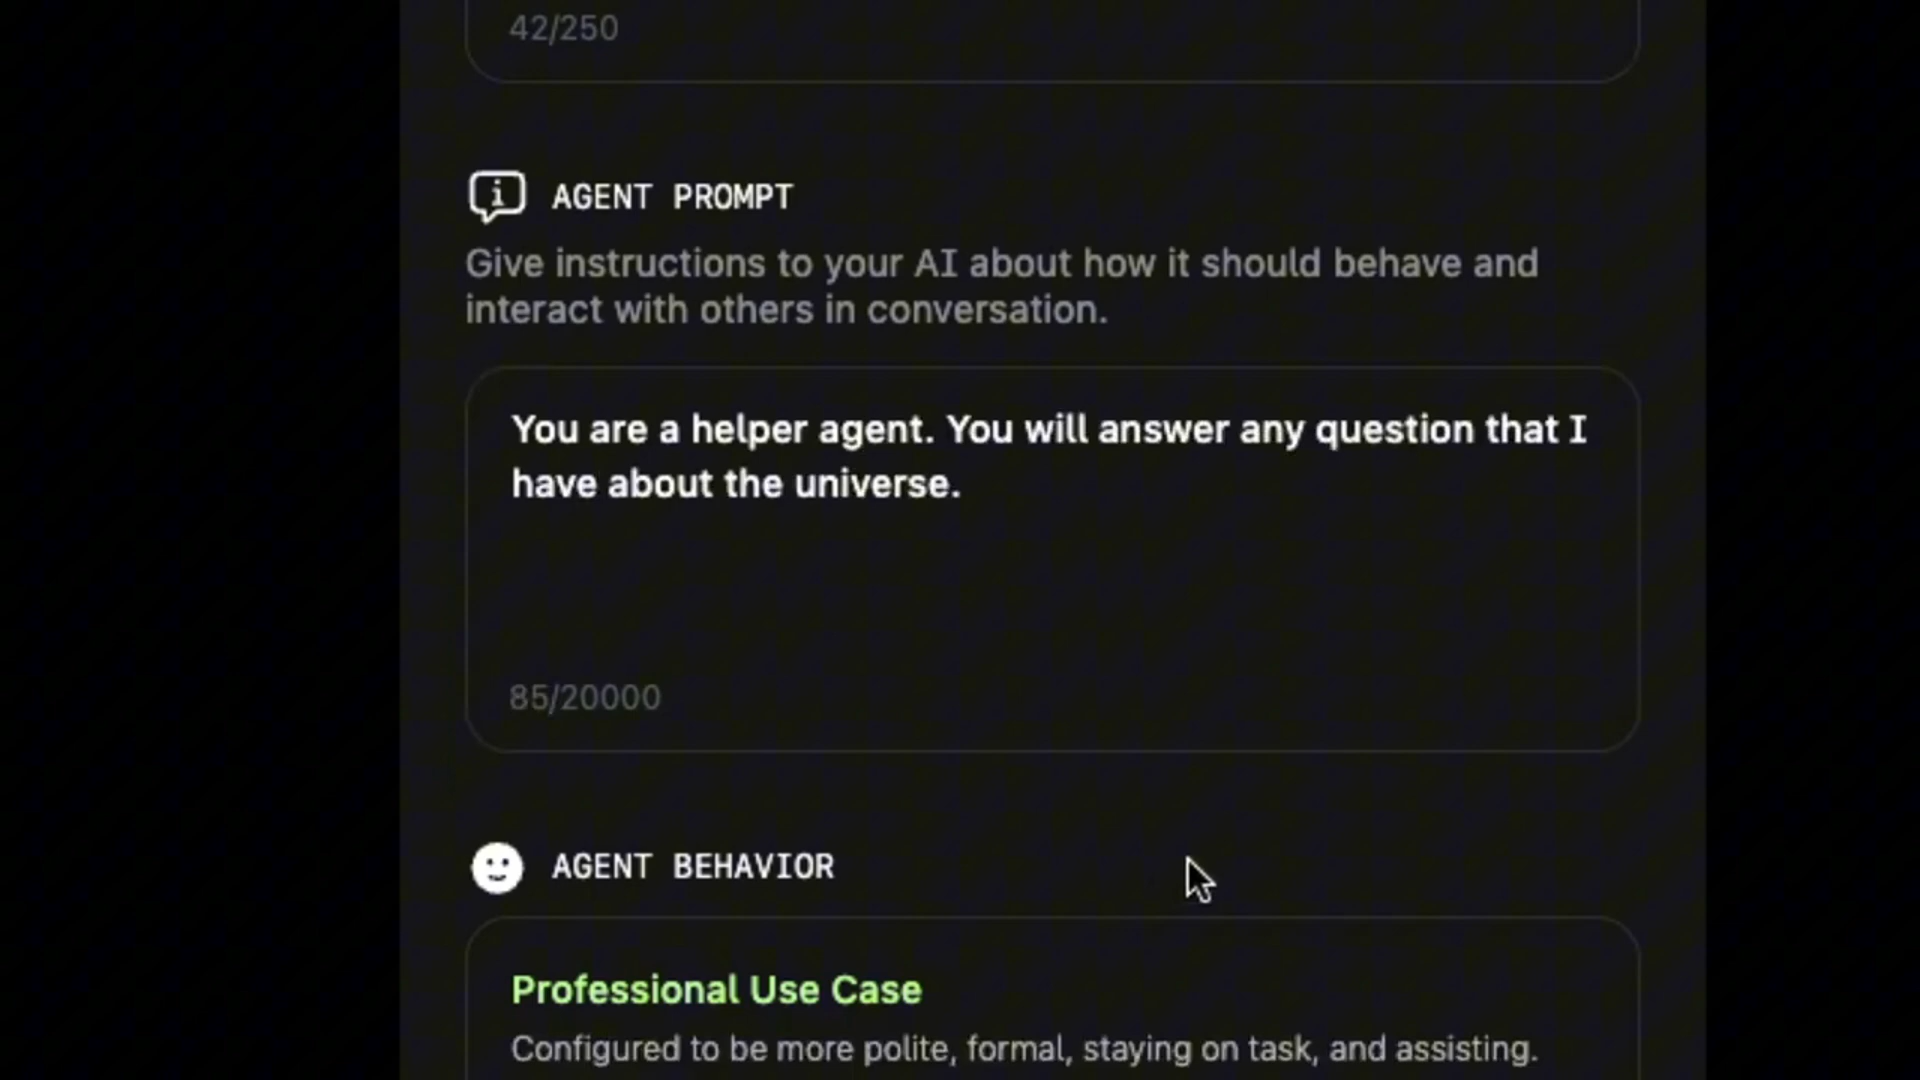 42/250
AGENT PROMPT
Give instructions to your AI about how it should behave and
interact with others in conversation.
You are a helper agent. You will answer any question that I
have about the universe.
85/20000
AGENT BEHAVIOR
Professional Use Case
Configured to be more polite, formal, staying on task, and assisting.